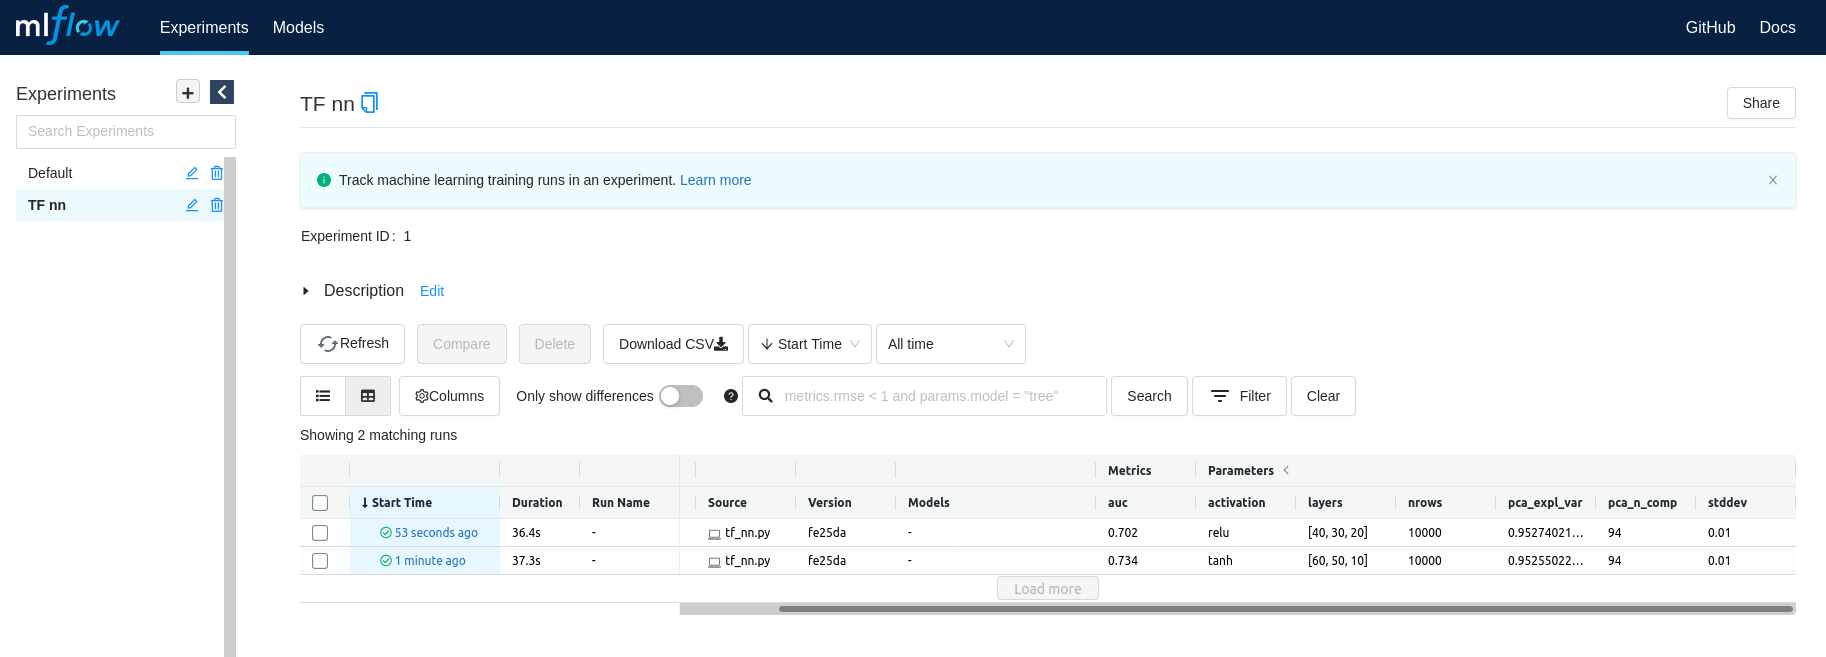 mlflow Experiments Models GitHub Docs
Experiments
Search Experiments
Default
TF nn
TF nn Share
Track machine learning training runs in an experiment. Learn more
Experiment ID: 1
Description Edit
Refresh Compare Delete Download CSV Start Time All time
Columns Only show differences metrics.rmse < 1 and params.model = "tree" Search Filter Clear
Showing 2 matching runs
Metrics Parameters
Start Time Duration Run Name Source Version Models auc activation layers nrows pca_expl_var pca_n_comp stddev
53 seconds ago 36.4s - tf_nn.py fe25da - 0.702 relu [40, 30, 20] 10000 0.95274021... 94 0.01
1 minute ago 37.3s - tf_nn.py fe25da - 0.734 tanh [60, 50, 10] 10000 0.95255022... 94 0.01
Load more